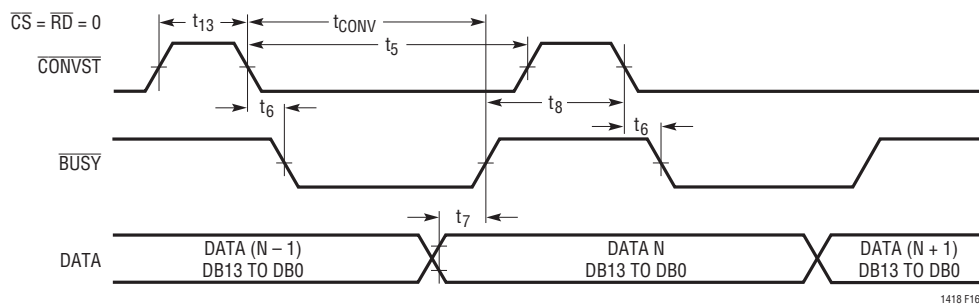 CS = RD = 0
t13
tCONV
t5
CONVST
t6
t8
t6
BUSY
t7
DATA
DATA (N – 1)
DB13 TO DB0
DATA N
DB13 TO DB0
DATA (N + 1)
DB13 TO DB0
1418 F16